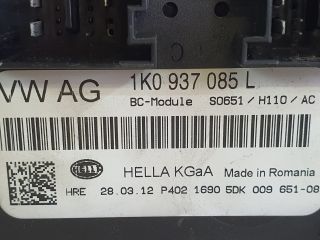 VW AG 1K0 937 085 L
BC-Module S0651/H110/AC
HELLA HELLA KGaA Made in Romania
HRE 28.03.12 P402 1690 5DK 009 651-08